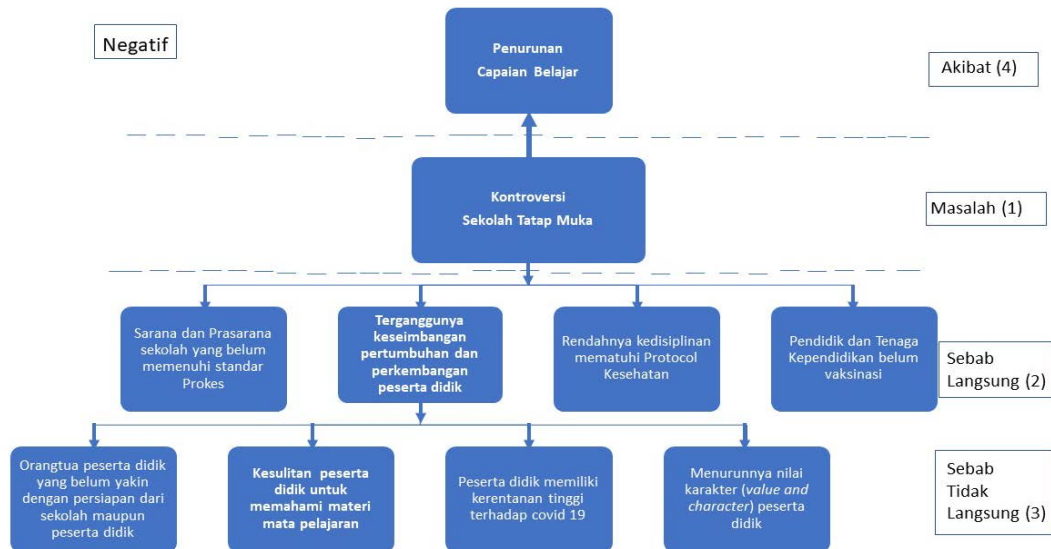 Negatif
Penurunan
Capaian Belajar
Akibat (4)
Kontroversi
Sekolah Tatap Muka
Masalah (1)
Sarana dan Prasarana
sekolah yang belum
memenuhi standar
Prokes
Terganggunya
keseimbangan
pertumbuhan dan
perkembangan
peserta didik
Rendahnya kedisiplinan
mematuhi Protocol
Kesehatan
Pendidik dan Tenaga
Kependidikan belum
vaksinasi
Sebab
Langsung (2)
Orangtua peserta didik
yang belum yakin
dengan persiapan dari
sekolah maupun
peserta didik
Kesulitan peserta
didik untuk
memahami materi
mata pelajaran
Peserta didik memiliki
kerentanan tinggi
terhadap covid 19
Menurunnya nilai
karakter (value and
character) peserta
didik
Sebab
Tidak
Langsung (3)